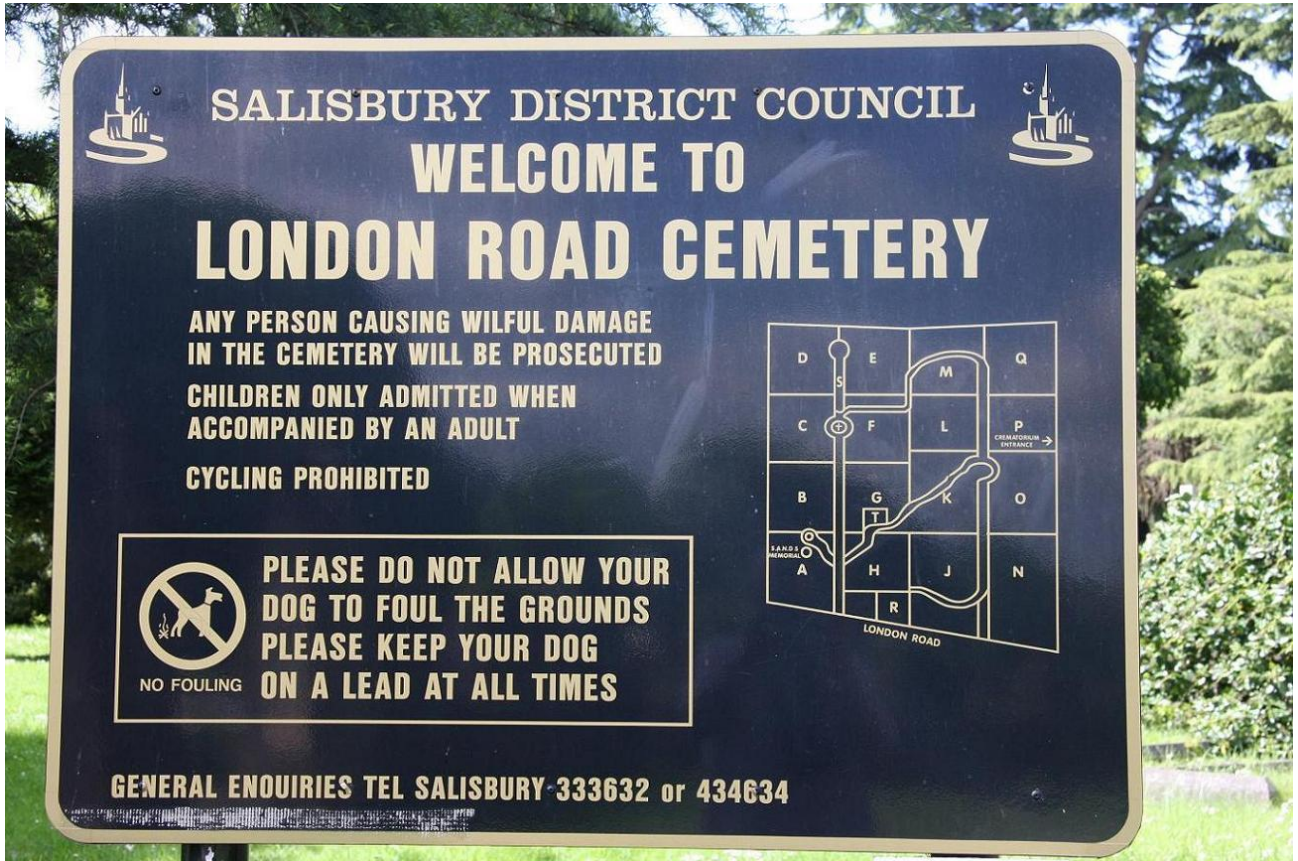 SALISBURY DISTRICT COUNCIL
WELCOME TO
LONDON ROAD CEMETERY
ANY PERSON CAUSING WILFUL DAMAGE
IN THE CEMETERY WILL BE PROSECUTED
CHILDREN ONLY ADMITTED WHEN
ACCOMPANIED BY AN ADULT
CYCLING PROHIBITED
D E M Q
S
C F L P
CREMATORIUM
ENTRANCE
B G K O
T
S.A.N.D.S
MEMORIAL
A H J N
R
LONDON ROAD
PLEASE DO NOT ALLOW YOUR
DOG TO FOUL THE GROUNDS
PLEASE KEEP YOUR DOG
ON A LEAD AT ALL TIMES
NO FOULING
GENERAL ENQUIRIES TEL SALISBURY 333632 or 434634